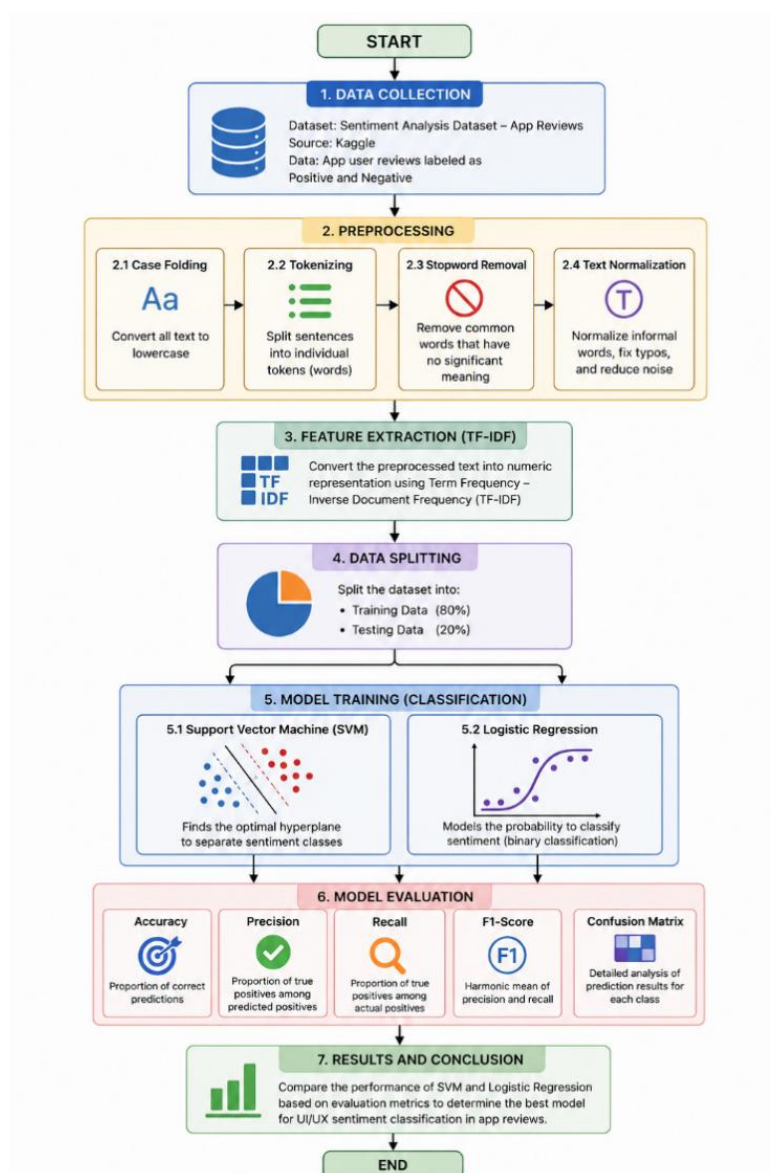 START
1. DATA COLLECTION
Dataset: Sentiment Analysis Dataset – App Reviews
Source: Kaggle
Data: App user reviews labeled as
Positive and Negative
2. PREPROCESSING
2.1 Case Folding
Aa
Convert all text to
lowercase
2.2 Tokenizing
Split sentences
into individual
tokens (words)
2.3 Stopword Removal
Remove common
words that have
no significant
meaning
2.4 Text Normalization
T
Normalize informal
words, fix typos,
and reduce noise
3. FEATURE EXTRACTION (TF-IDF)
TF
IDF
Convert the preprocessed text into numeric
representation using Term Frequency –
Inverse Document Frequency (TF-IDF)
4. DATA SPLITTING
Split the dataset into:
• Training Data (80%)
• Testing Data (20%)
5. MODEL TRAINING (CLASSIFICATION)
5.1 Support Vector Machine (SVM)
Finds the optimal hyperplane
to separate sentiment classes
5.2 Logistic Regression
Models the probability to classify
sentiment (binary classification)
6. MODEL EVALUATION
Accuracy
Proportion of correct
predictions
Precision
Proportion of true
positives among
predicted positives
Recall
Proportion of true
positives among
actual positives
F1-Score
F1
Harmonic mean of
precision and recall
Confusion Matrix
Detailed analysis of
prediction results for
each class
7. RESULTS AND CONCLUSION
Compare the performance of SVM and Logistic Regression
based on evaluation metrics to determine the best model
for UI/UX sentiment classification in app reviews.
END